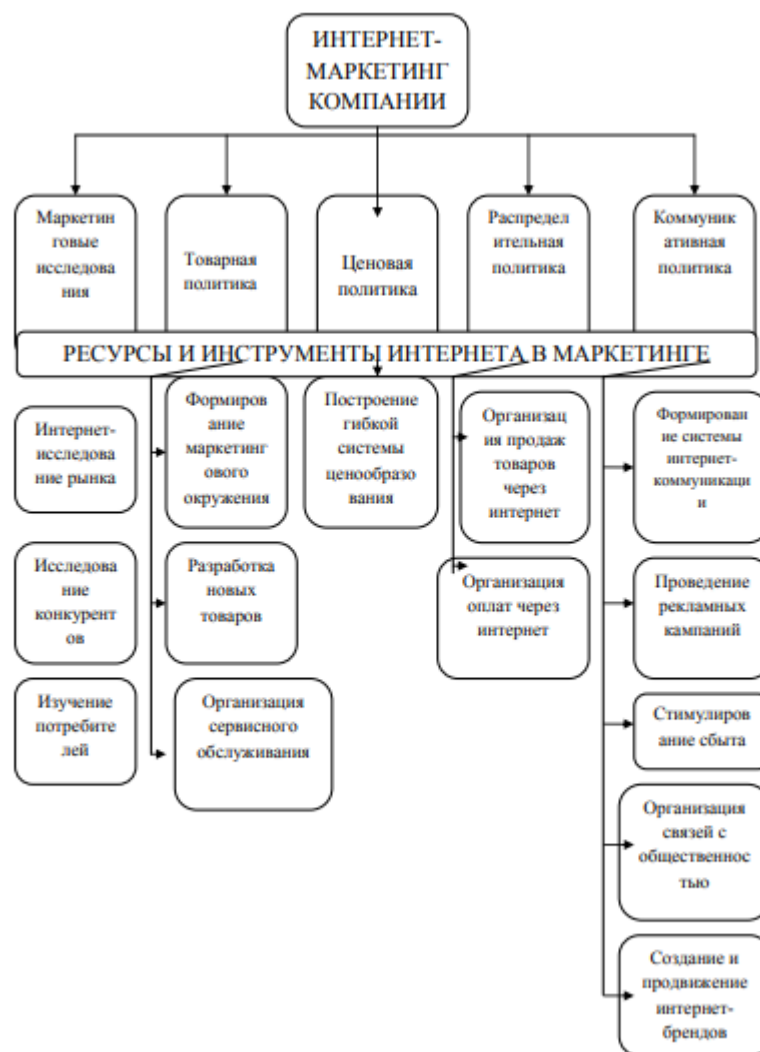 ИНТЕРНЕТ-
МАРКЕТИНГ
КОМПАНИИ
Маркетин
говые
исследова
ния
Товарная
политика
Ценовая
политика
Распредел
ительная
политика
Коммуник
ативная
политика
РЕСУРСЫ И ИНСТРУМЕНТЫ ИНТЕРНЕТА В МАРКЕТИНГЕ
Интернет-
исследован
ие рынка
Исследова
ние
конкурент
ов
Изучение
потребите
лей
Формиров
ание
маркетинг
ового
окружения
Разработка
новых
товаров
Организация
сервисного
обслуживания
Построение
гибкой
системы
ценообразо
вания
Организац
ия продаж
товаров
через
интернет
Организация
оплат через
интернет
Формирован
ие системы
интернет-
коммуникаци
и
Проведение
рекламных
кампаний
Стимулиров
ание сбыта
Организация
связей с
общественнос
тью
Создание и
продвижение
интернет-
брендов